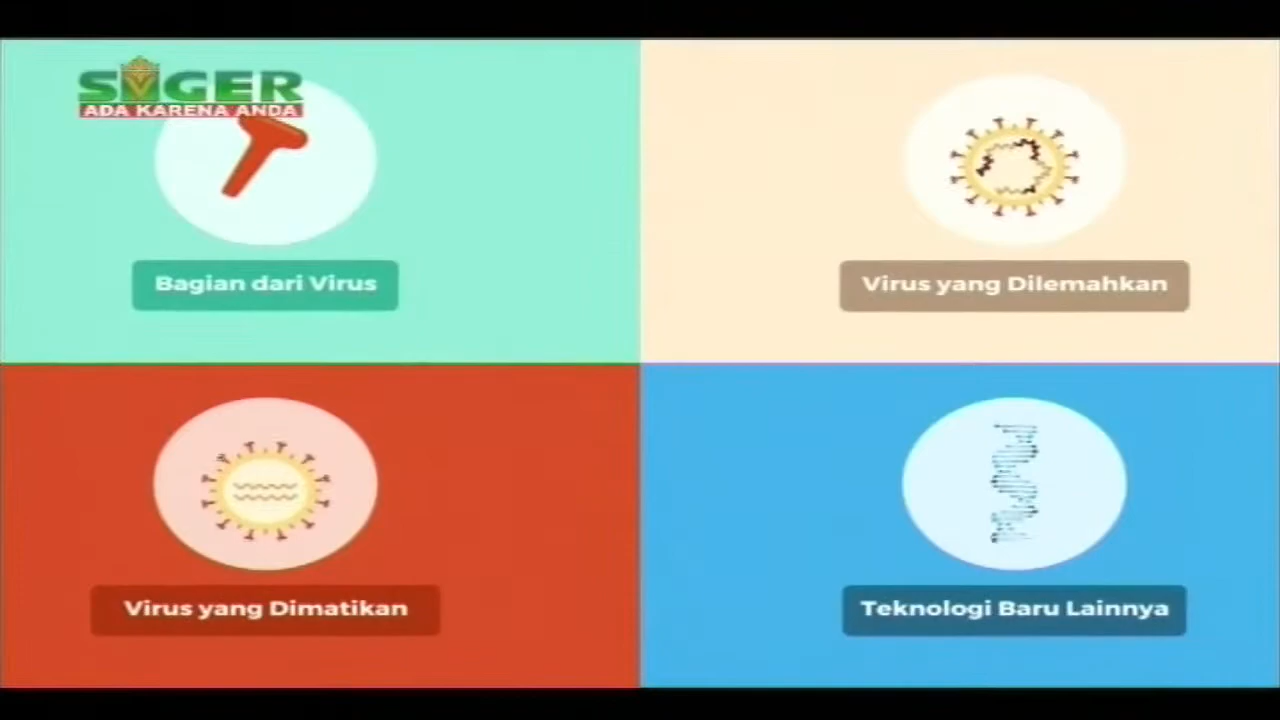 SIGER
ADA KARENA ANDA
Bagian dari Virus
Virus yang Dilemahkan
Virus yang Dimatikan
Teknologi Baru Lainnya